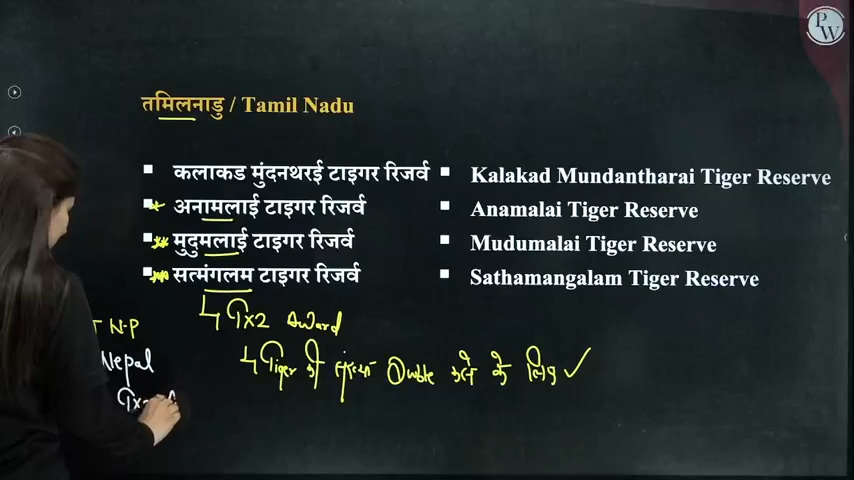 PW
तमिलनाडु / Tamil Nadu
▪ कलाकड मुंदनथरई टाइगर रिजर्व ▪ Kalakad Mundantharai Tiger Reserve
▪ अनामलाई टाइगर रिजर्व ▪ Anamalai Tiger Reserve
▪ मुदुमलाई टाइगर रिजर्व ▪ Mudumalai Tiger Reserve
▪ सत्मंगलम टाइगर रिजर्व ▪ Sathamangalam Tiger Reserve
Tx2 Award
Tiger की संख्या Double करने के लिए ✓
N.P
Nepal
Tx2